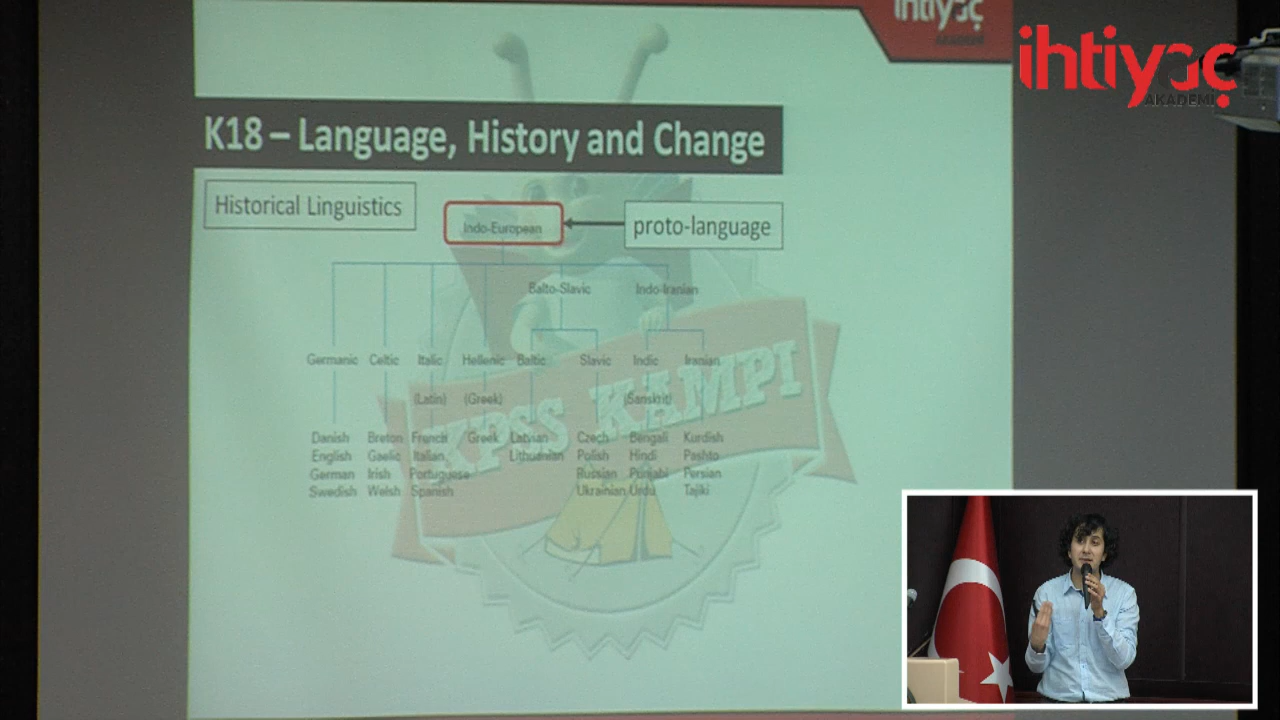 ihtiyaç
AKADEMİ
ihtiyaç
AKADEMİ
K18 – Language, History and Change
Historical Linguistics
Indo-European
proto-language
Balto-Slavic Indo-Iranian
Germanic Celtic Italic Hellenic Baltic Slavic Indic Iranian
(Latin) (Greek) (Sanskrit)
Danish Breton French Greek Latvian Czech Bengali Kurdish
English Gaelic Italian Lithuanian Polish Hindi Pashto
German Irish Portuguese Russian Punjabi Persian
Swedish Welsh Spanish Ukrainian Urdu Tajiki
KPSS KAMPI